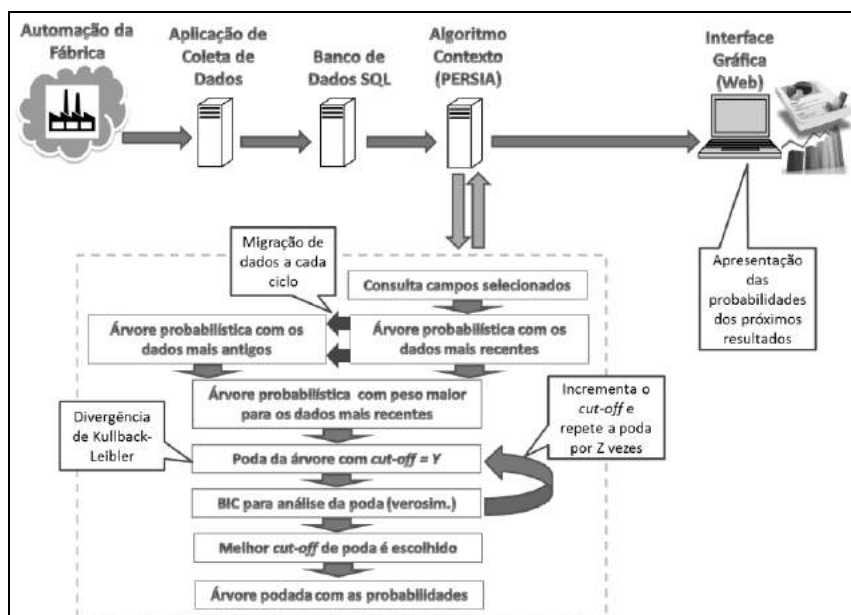 Automação da
Fábrica
Aplicação de
Coleta de
Dados
Banco de
Dados SQL
Algoritmo
Contexto
(PERSIA)
Interface
Gráfica
(Web)
Migração de
dados a cada
ciclo
Consulta campos selecionados
Apresentação
das
probabilidades
dos próximos
resultados
Árvore probabilística com os
dados mais antigos
Árvore probabilística com os
dados mais recentes
Árvore probabilística com peso maior
para os dados mais recentes
Incrementa o
cut-off e
repete a poda
por Z vezes
Divergência
de Kullback-
Leibler
Poda da árvore com cut-off = Y
BIC para análise da poda (verosim.)
Melhor cut-off de poda é escolhido
Árvore podada com as probabilidades